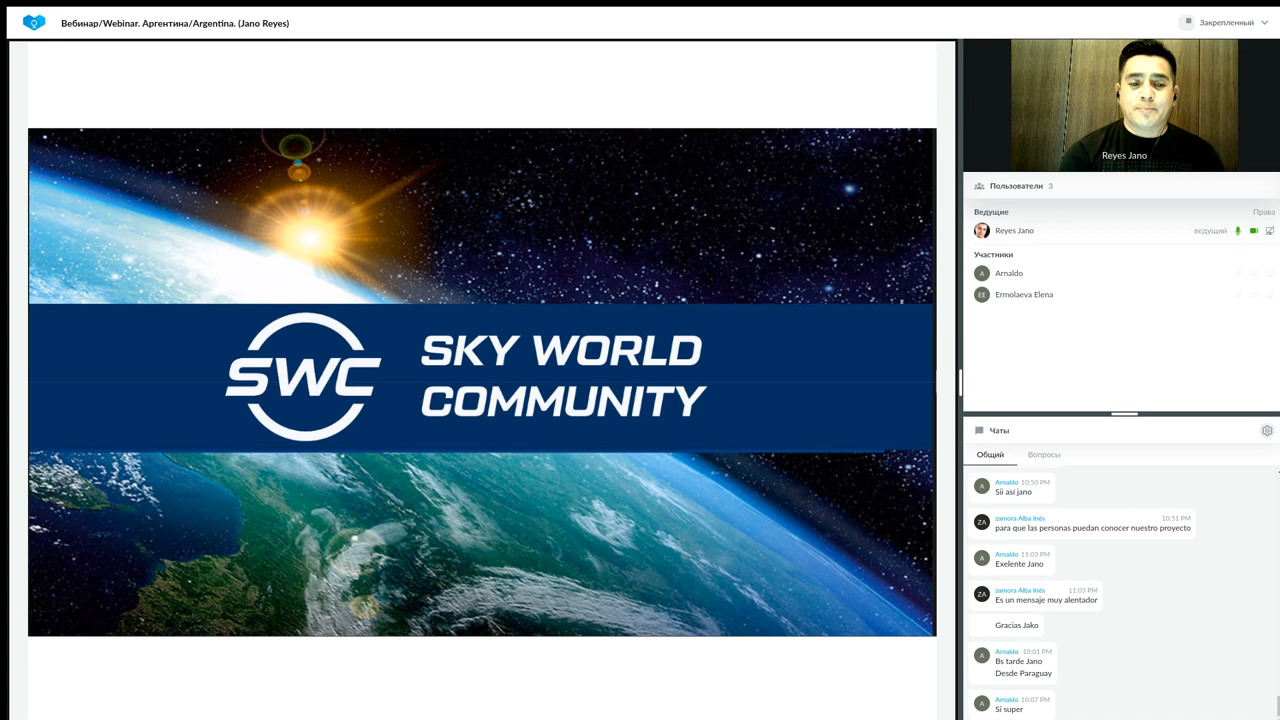 Вебинар/Webinar. Аргентина/Argentina. (Jano Reyes)
Закрепленный
Reyes Jano
Пользователи 3
Ведущие Права
Reyes Jano ведущий
Участники
A Arnaldo
EE Ermolaeva Elena
SWC
SKY WORLD
COMMUNITY
Чаты
Общий Вопросы
A Arnaldo 10:50 PM
Sii así jano
ZA zamora Alba Inés 10:51 PM
para que las personas puedan conocer nuestro proyecto
A Arnaldo 11:03 PM
Exelente Jano
ZA zamora Alba Inés 11:03 PM
Es un mensaje muy alentador
Gracias Jako
A Arnaldo 10:01 PM
Bs tarde Jano
Desde Paraguay
A Arnaldo 10:07 PM
Si super